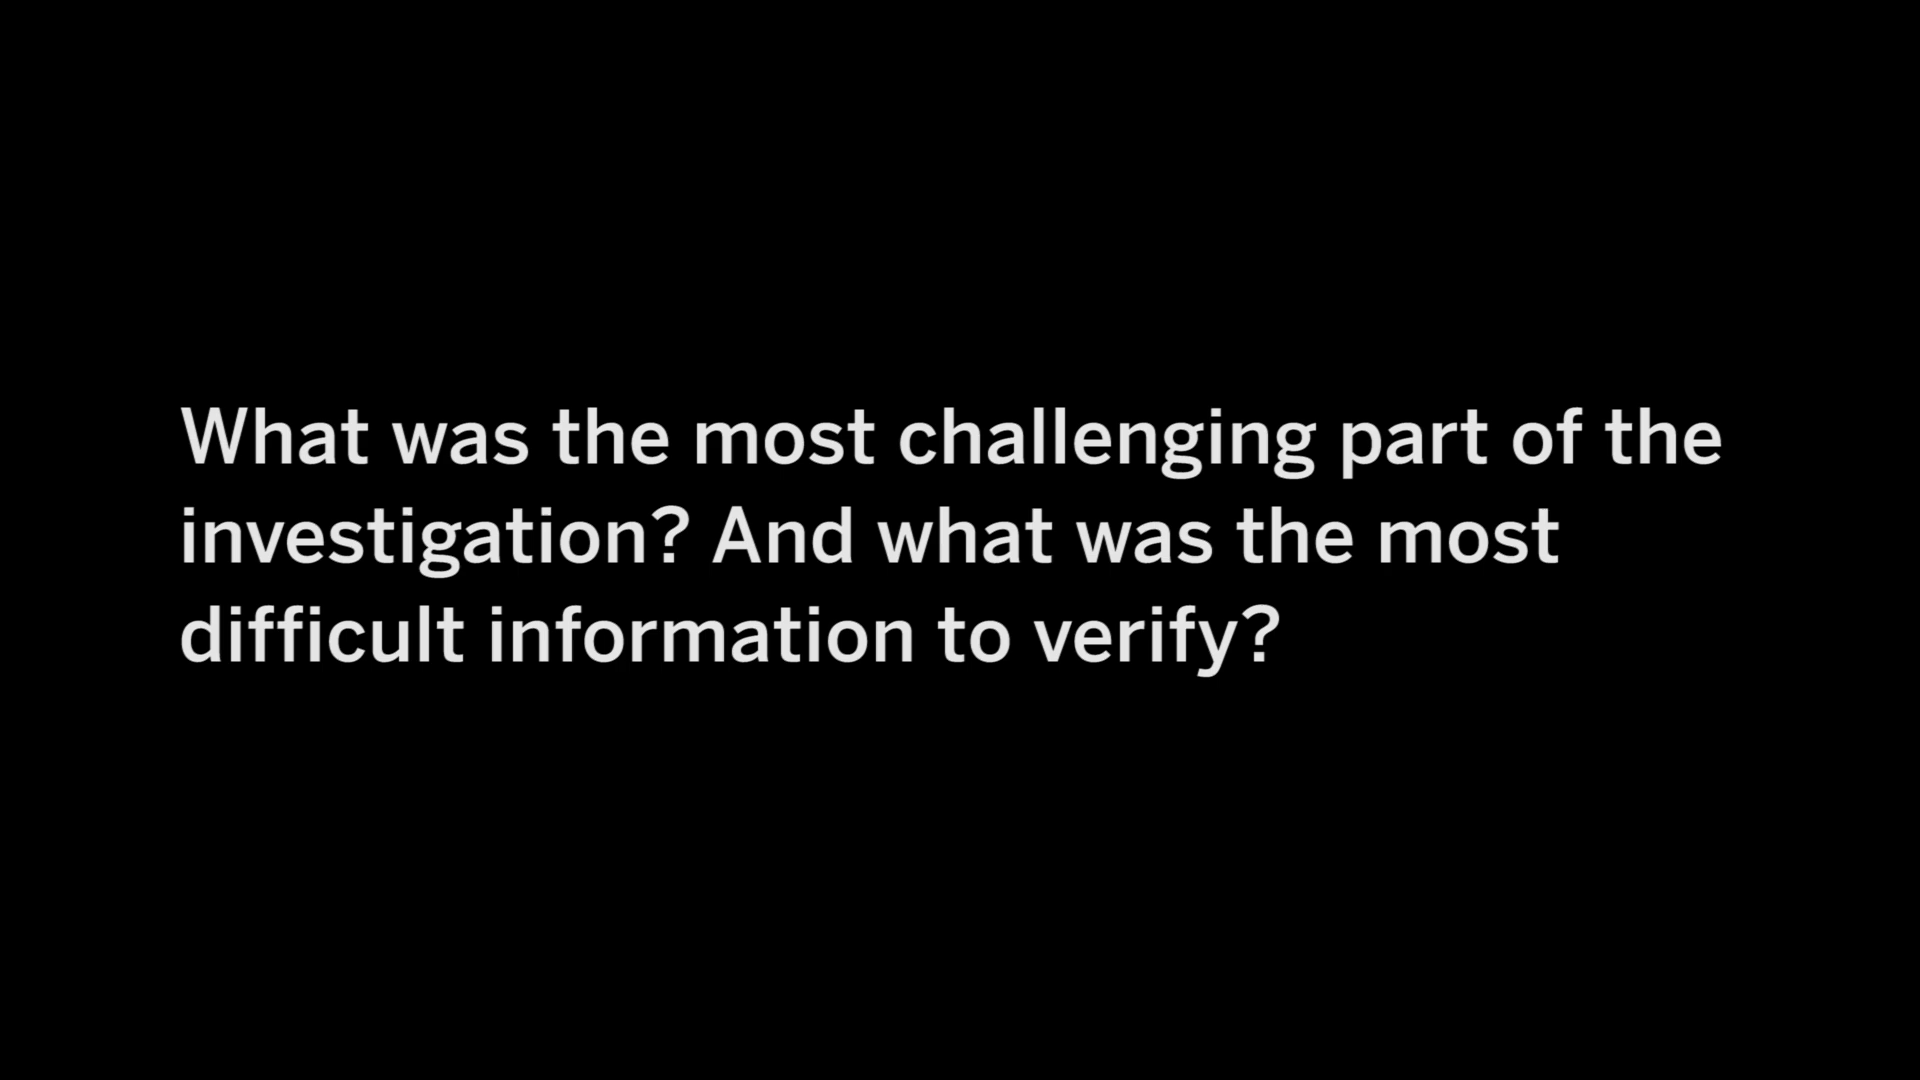 What was the most challenging part of the
investigation? And what was the most
difficult information to verify?